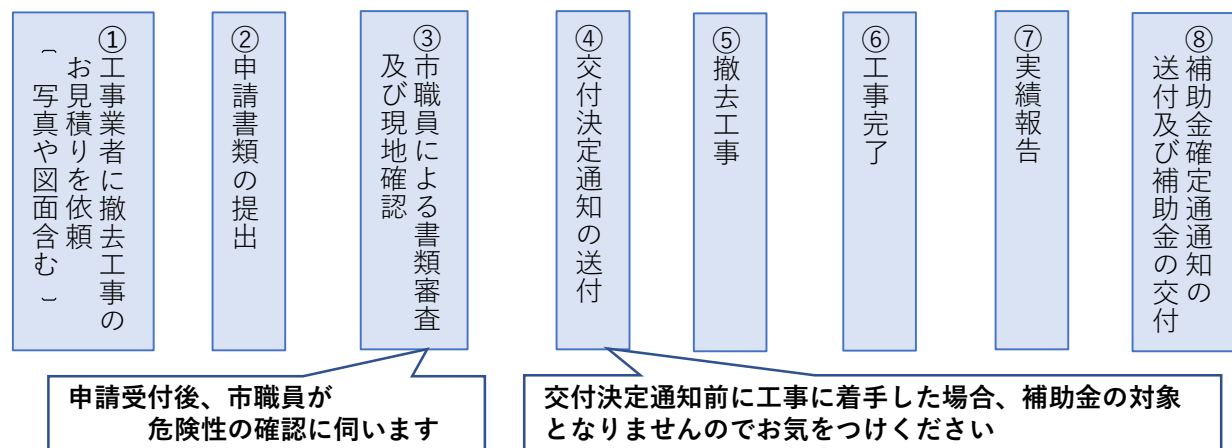 ①工事業者に撤去工事の
お見積りを依頼
〔写真や図面含む〕
②申請書類の提出
③市職員による書類審査
及び現地確認
④交付決定通知の送付
⑤撤去工事
⑥工事完了
⑦実績報告
⑧補助金確定通知の
送付及び補助金の交付
申請受付後、市職員が
危険性の確認に伺います
交付決定通知前に工事に着手した場合、補助金の対象
となりませんのでお気をつけください